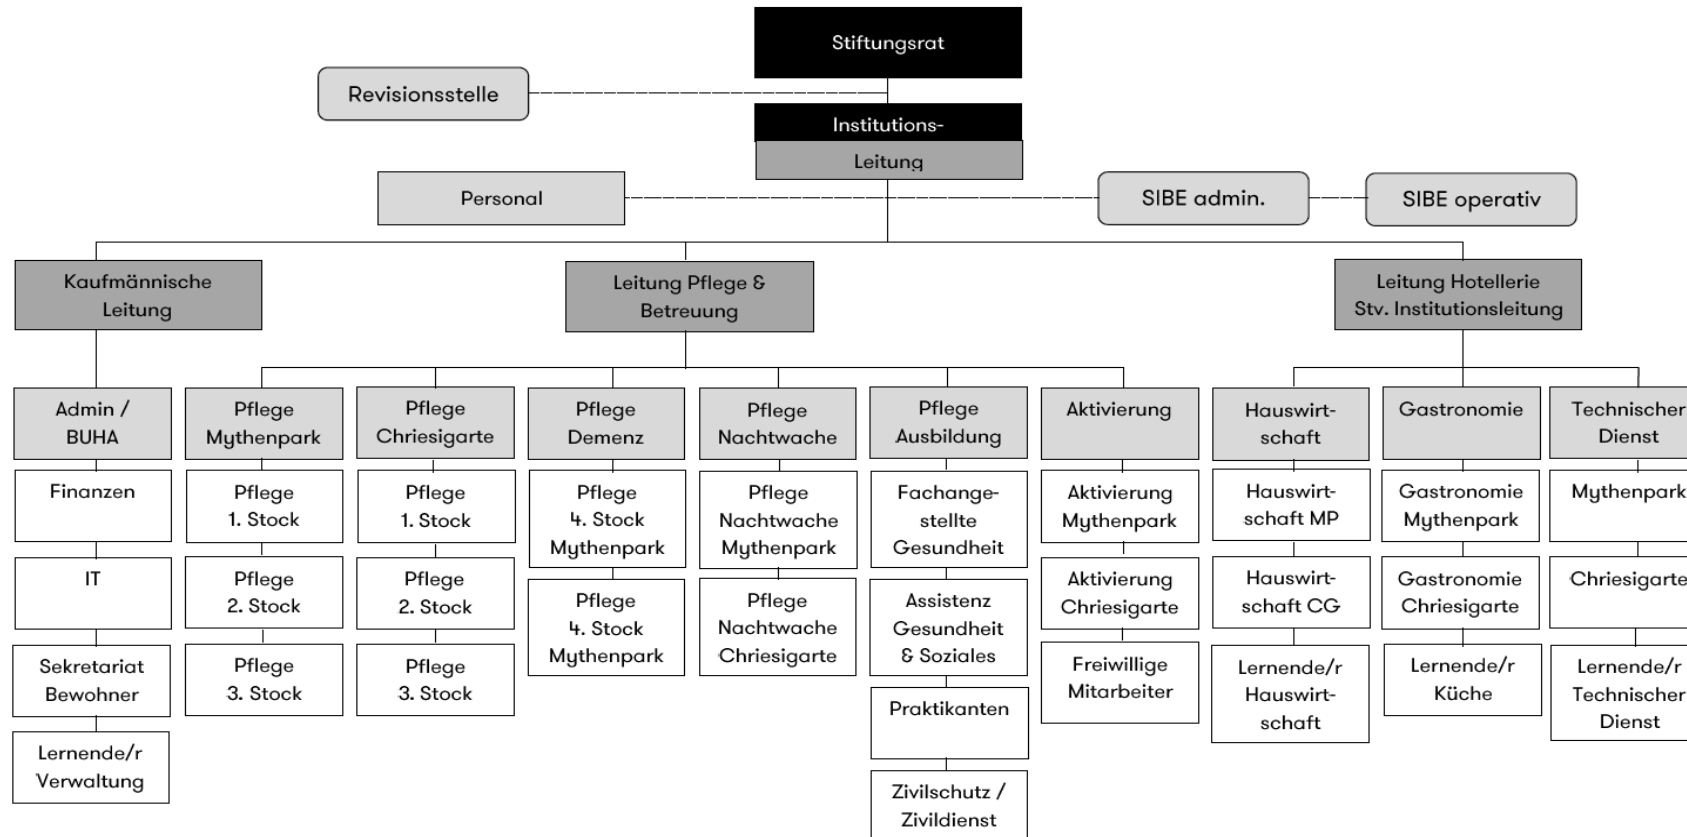 Stiftungsrat
Revisionsstelle
Institutions-
Leitung
Personal
SIBE admin.
SIBE operativ
Kaufmännische
Leitung
Leitung Pflege &
Betreuung
Leitung Hotellerie
Stv. Institutionsleitung
Admin /
BUHA
Finanzen
IT
Sekretariat
Bewohner
Lernende/r
Verwaltung
Pflege
Mythenpark
Pflege
1. Stock
Pflege
2. Stock
Pflege
3. Stock
Pflege
Chriesigarte
Pflege
1. Stock
Pflege
2. Stock
Pflege
3. Stock
Pflege
Demenz
Pflege
4. Stock
Mythenpark
Pflege
4. Stock
Mythenpark
Pflege
Nachtwache
Pflege
Nachtwache
Mythenpark
Pflege
Nachtwache
Chriesigarte
Pflege
Ausbildung
Fachange-
stellte
Gesundheit
Assistenz
Gesundheit
& Soziales
Praktikanten
Zivilschutz /
Zivildienst
Aktivierung
Aktivierung
Mythenpark
Aktivierung
Chriesigarte
Freiwillige
Mitarbeiter
Hauswirt-
schaft
Hauswirt-
schaft MP
Hauswirt-
schaft CG
Lernende/r
Hauswirt-
schaft
Gastronomie
Gastronomie
Mythenpark
Gastronomie
Chriesigarte
Lernende/r
Küche
Technischer
Dienst
Mythenpark
Chriesigarte
Lernende/r
Technischer
Dienst